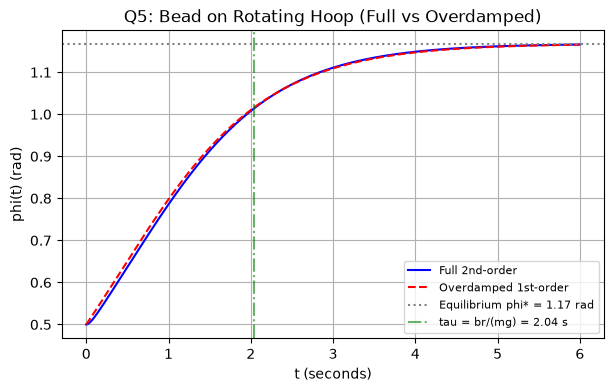 Q5: Bead on Rotating Hoop (Full vs Overdamped)
phi(t) (rad)
1.1
1.0
0.9
0.8
0.7
0.6
0.5
Full 2nd-order
Overdamped 1st-order
Equilibrium phi* = 1.17 rad
tau = br/(mg) = 2.04 s
0 1 2 3 4 5 6
t (seconds)